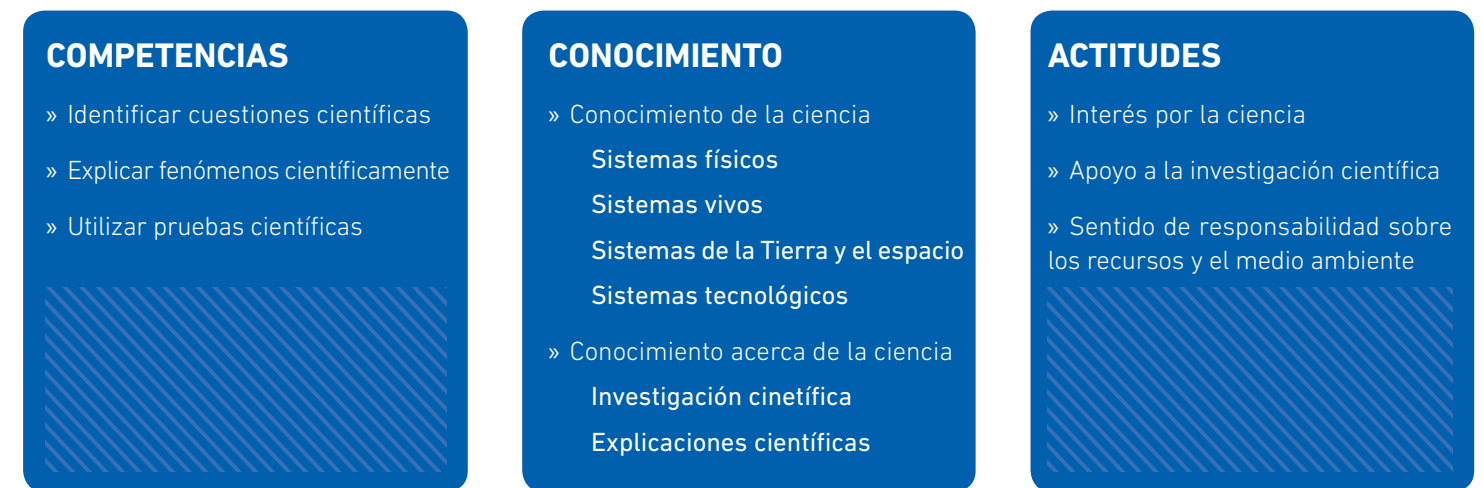 COMPETENCIAS
» Identificar cuestiones científicas
» Explicar fenómenos científicamente
» Utilizar pruebas científicas
CONOCIMIENTO
» Conocimiento de la ciencia
Sistemas físicos
Sistemas vivos
Sistemas de la Tierra y el espacio
Sistemas tecnológicos
» Conocimiento acerca de la ciencia
Investigación cinetífica
Explicaciones científicas
ACTITUDES
» Interés por la ciencia
» Apoyo a la investigación científica
» Sentido de responsabilidad sobre
los recursos y el medio ambiente